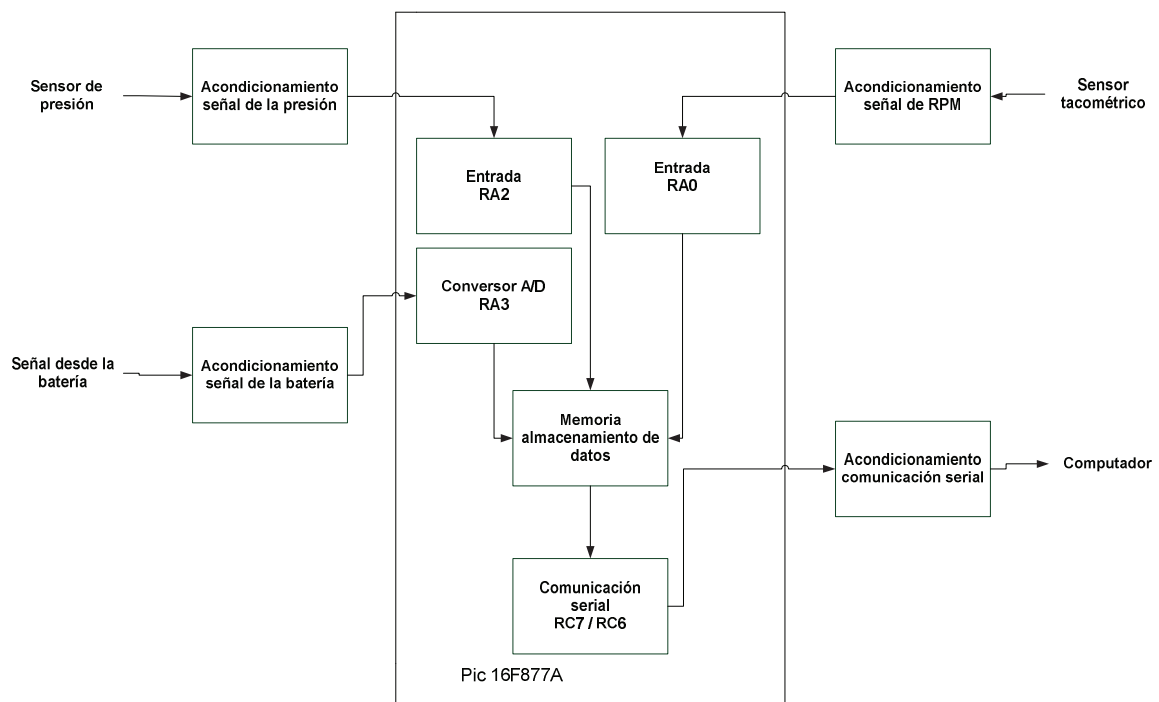 Sensor de
presión
Acondicionamiento
señal de la presión
Acondicionamiento
señal de RPM
Sensor
tacométrico
Entrada
RA2
Entrada
RA0
Conversor A/D
RA3
Señal desde la
batería
Acondicionamiento
señal de la batería
Memoria
almacenamiento de
datos
Acondicionamiento
comunicación serial
Computador
Comunicación
serial
RC7 / RC6
Pic 16F877A